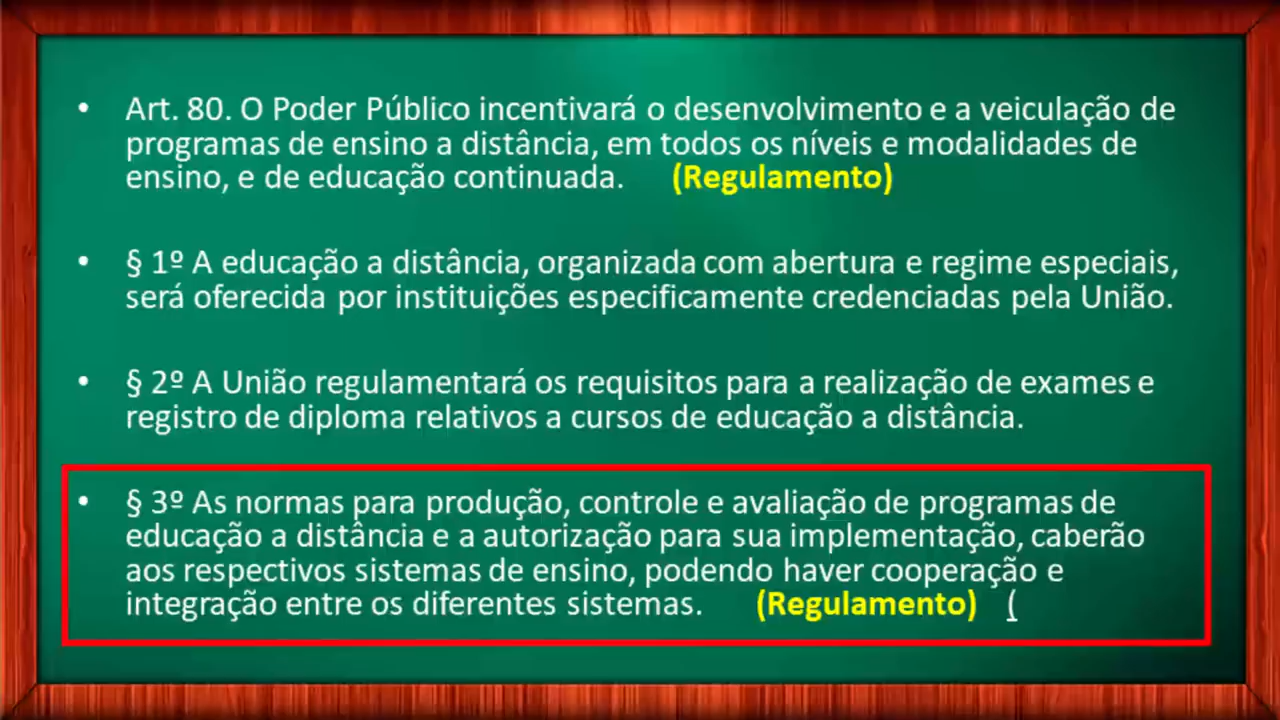 • Art. 80. O Poder Público incentivará o desenvolvimento e a veiculação de
programas de ensino a distância, em todos os níveis e modalidades de
ensino, e de educação continuada. (Regulamento)
• § 1º A educação a distância, organizada com abertura e regime especiais,
será oferecida por instituições especificamente credenciadas pela União.
• § 2º A União regulamentará os requisitos para a realização de exames e
registro de diploma relativos a cursos de educação a distância.
• § 3º As normas para produção, controle e avaliação de programas de
educação a distância e a autorização para sua implementação, caberão
aos respectivos sistemas de ensino, podendo haver cooperação e
integração entre os diferentes sistemas. (Regulamento) (